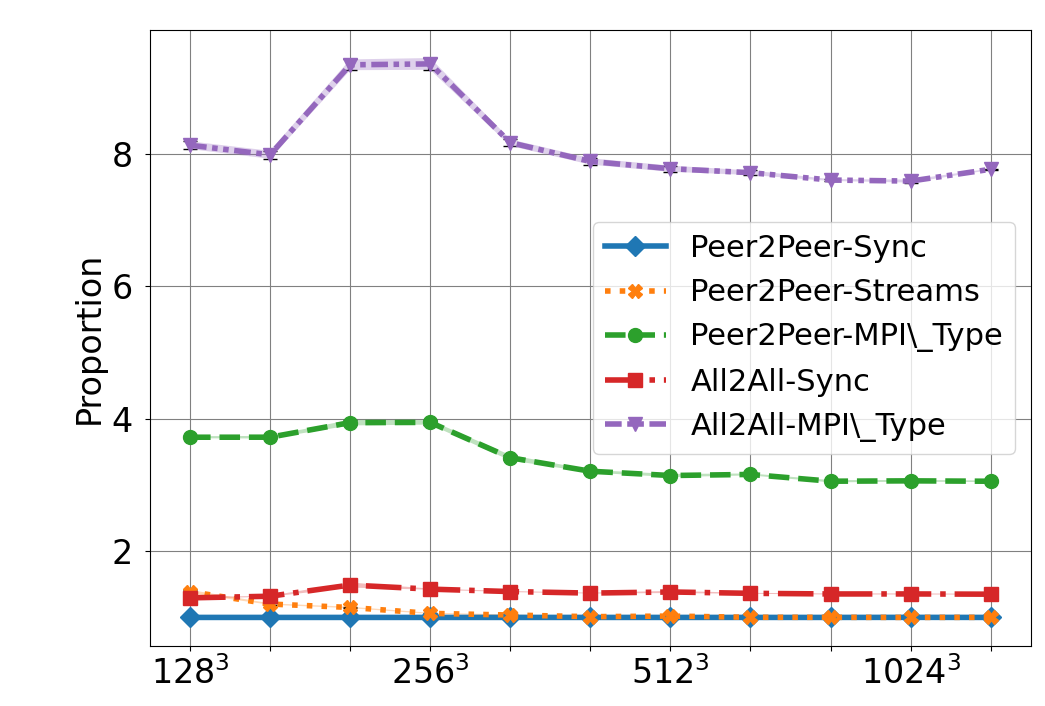 Proportion
8
6
4
2
128³
256³
512³
1024³
Peer2Peer-Sync
Peer2Peer-Streams
Peer2Peer-MPI\_Type
All2All-Sync
All2All-MPI\_Type